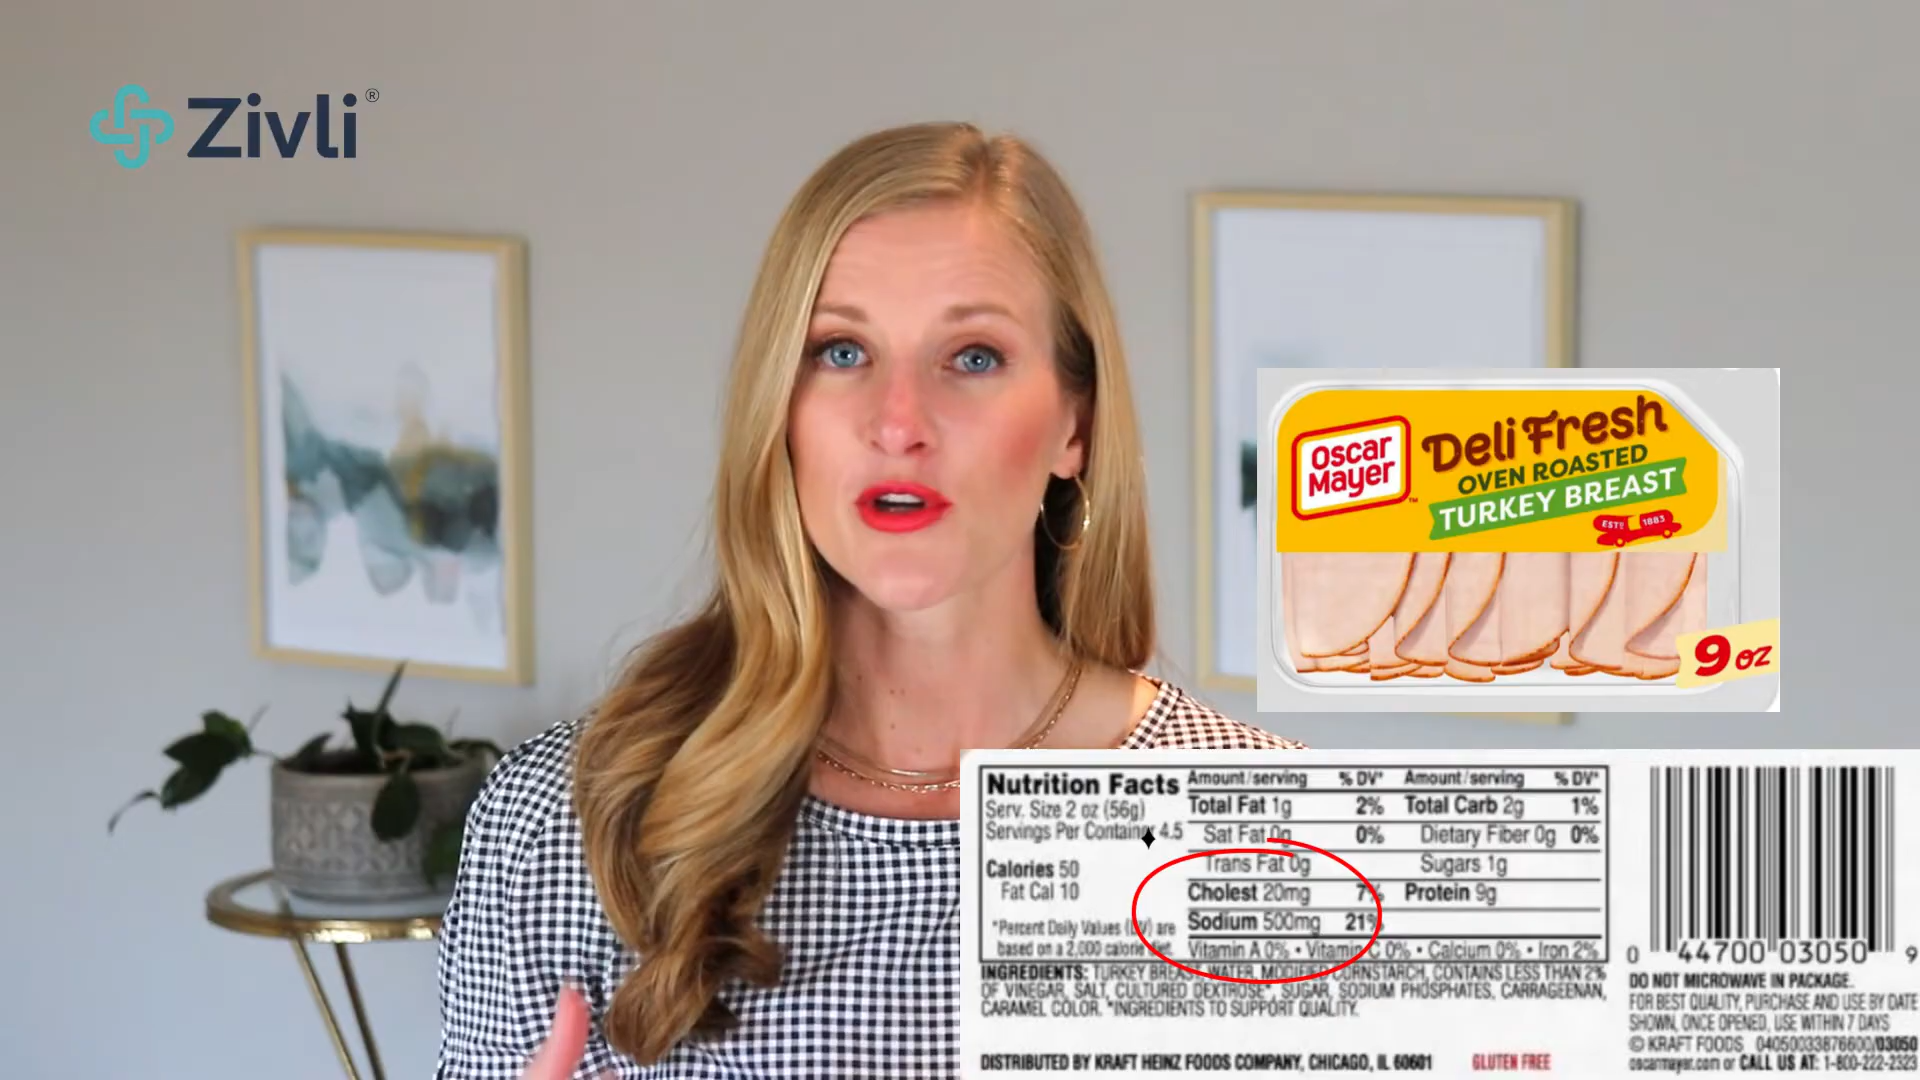 Zivli®
Oscar
Mayer™
Deli Fresh
OVEN ROASTED
TURKEY BREAST
ESTD 1883
9 oz
Nutrition Facts
Serv. Size 2 oz (56g)
Servings Per Container 4.5
Calories 50
Fat Cal 10
*Percent Daily Values (DV) are
based on a 2,000 calorie diet.
Amount/serving % DV* Amount/serving % DV*
Total Fat 1g 2% Total Carb 2g 1%
Sat Fat 0g 0% Dietary Fiber 0g 0%
Trans Fat 0g Sugars 1g
Cholest 20mg 7% Protein 9g
Sodium 500mg 21%
Vitamin A 0% • Vitamin C 0% • Calcium 0% • Iron 2%
INGREDIENTS: TURKEY BREAST, WATER, MODIFIED CORNSTARCH, CONTAINS LESS THAN 2%
OF VINEGAR, SALT, CULTURED DEXTROSE*, SUGAR, SODIUM PHOSPHATES, CARRAGEENAN,
CARAMEL COLOR. *INGREDIENTS TO SUPPORT QUALITY.
DISTRIBUTED BY KRAFT HEINZ FOODS COMPANY, CHICAGO, IL 60601 GLUTEN FREE
0 44700 03050 9
DO NOT MICROWAVE IN PACKAGE.
FOR BEST QUALITY, PURCHASE AND USE BY DATE
SHOWN, ONCE OPENED, USE WITHIN 7 DAYS
© KRAFT FOODS 04050033876600/03050
oscarmayer.com or CALL US AT: 1-800-222-2323